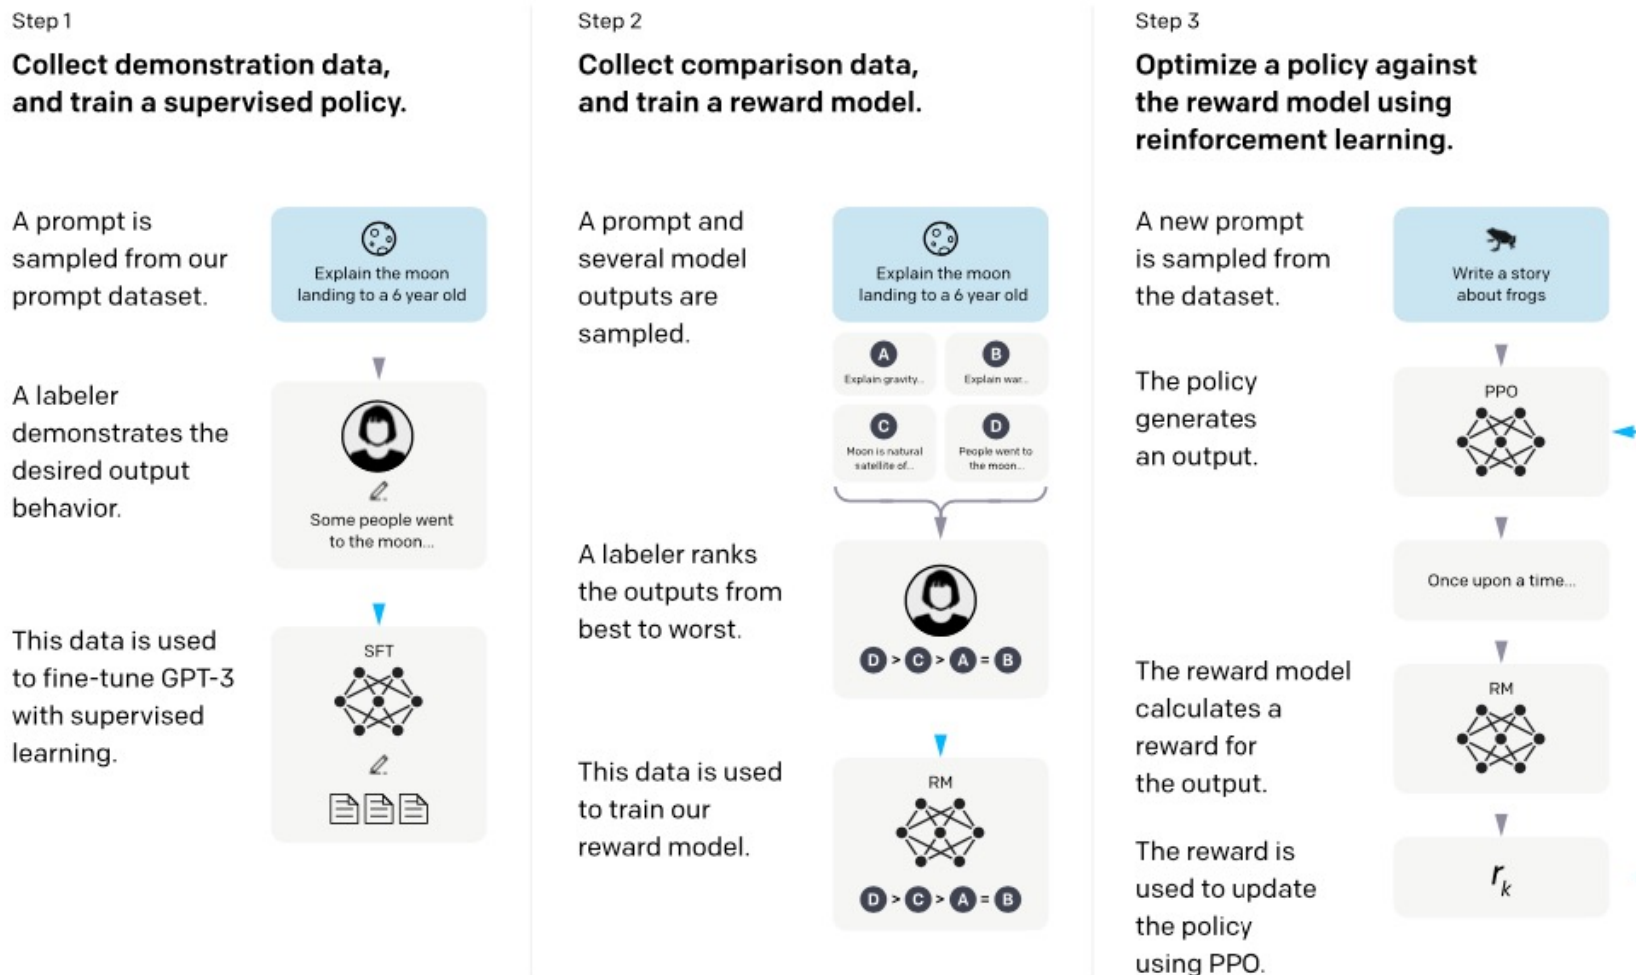 Step 1
Collect demonstration data,
and train a supervised policy.
A prompt is
sampled from our
prompt dataset.
Explain the moon
landing to a 6 year old
A labeler
demonstrates the
desired output
behavior.
Some people went
to the moon...
This data is used
to fine-tune GPT-3
with supervised
learning.
SFT
Step 2
Collect comparison data,
and train a reward model.
A prompt and
several model
outputs are
sampled.
Explain the moon
landing to a 6 year old
A
Explain gravity...
B
Explain war...
C
Moon is natural
satellite of...
D
People went to
the moon...
A labeler ranks
the outputs from
best to worst.
D > C > A = B
This data is used
to train our
reward model.
RM
D > C > A = B
Step 3
Optimize a policy against
the reward model using
reinforcement learning.
A new prompt
is sampled from
the dataset.
Write a story
about frogs
The policy
generates
an output.
PPO
Once upon a time...
The reward model
calculates a
reward for
the output.
RM
The reward is
used to update
the policy
using PPO.
r_k